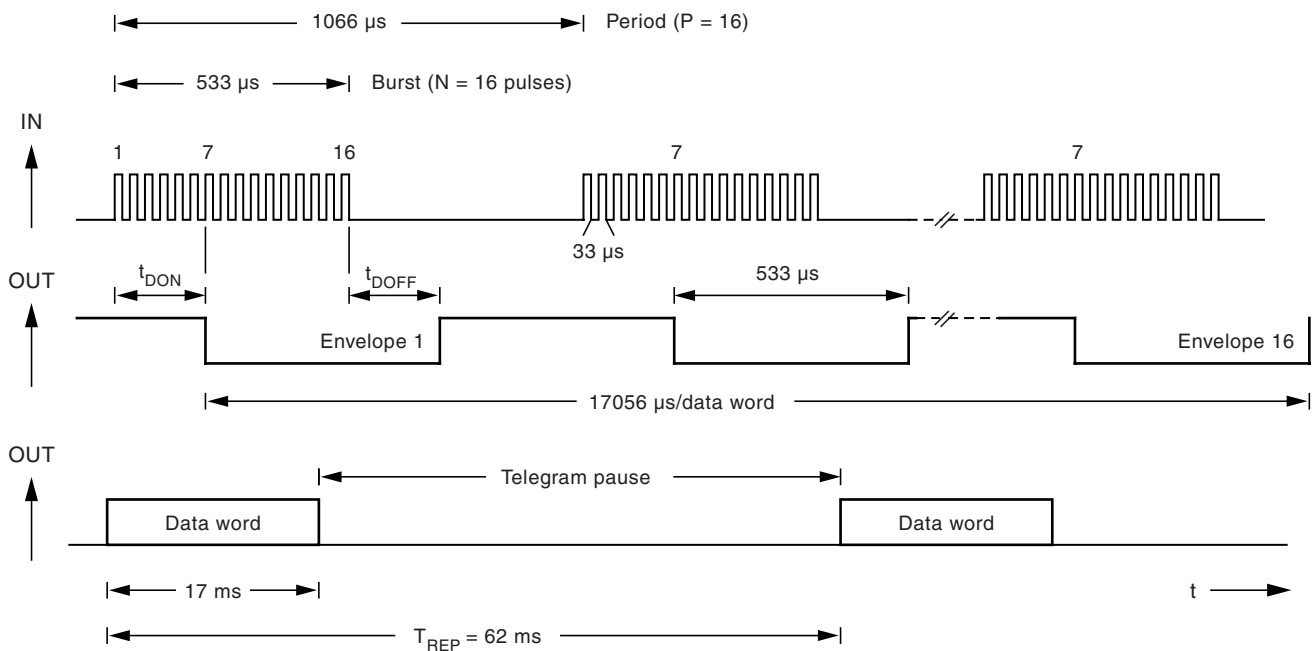 1066 µs Period (P = 16)
533 µs Burst (N = 16 pulses)
IN
1 7 16 7 7
33 µs
OUT
tDON tDOFF 533 µs
Envelope 1 Envelope 16
17056 µs/data word
OUT
Telegram pause
Data word Data word
17 ms t
TREP = 62 ms